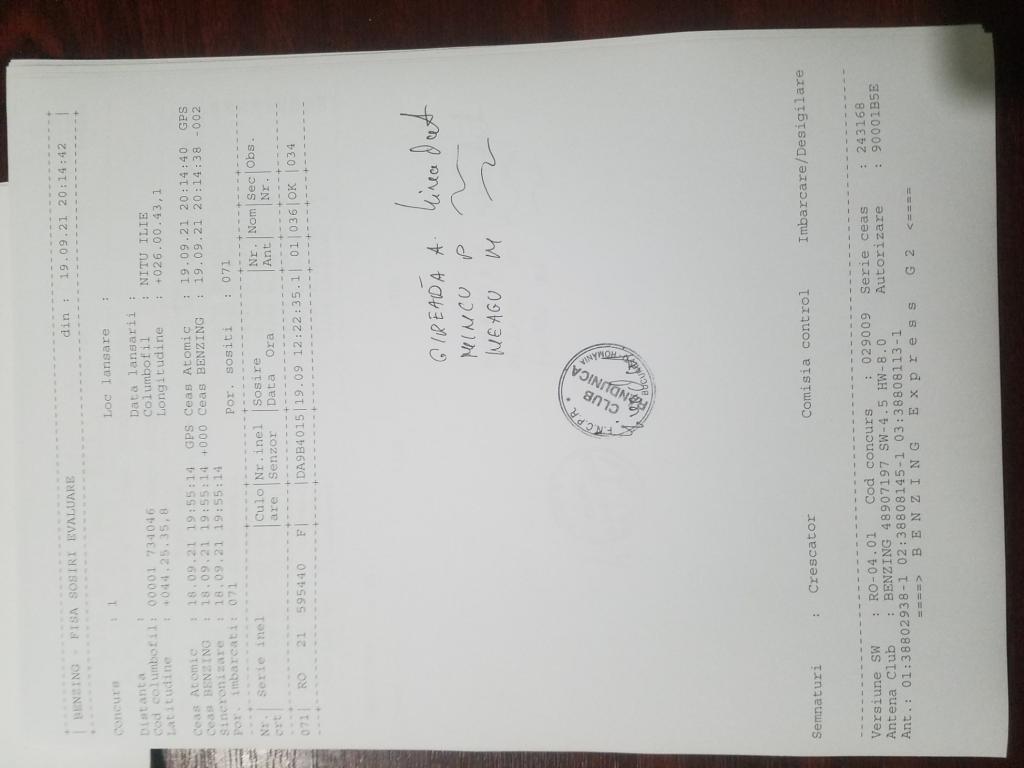 | BENZING - FISA SOSIRI EVALUARE din : 19.09.21 20:14:42 |
Concurs : 1 Loc lansare :
Distanta : Data lansarii :
Cod columbofil: 00001 734046 Columbofil : NITU ILIE
Latitudine : +044.25.35,8 Longitudine : +026.00.43,1
Ceas Atomic : 18.09.21 19:55:14 GPS Ceas Atomic : 19.09.21 20:14:40 GPS
Ceas BENZING : 18.09.21 19:55:14 +000 Ceas BENZING : 19.09.21 20:14:38 -002
Sincronizare : 18.09.21 19:55:14
Por. imbarcati: 071 Por. sositi : 071
Nr.| Serie inel |Culo|Nr.inel |Sosire |Nr. |Nom|Sec|Obs.
crt| |are |Senzor |Data Ora |Ant | |Nr.|
071| RO 21 595440 F| |DA9B4015|19.09 12:22:35.1| 01|036|OK |034
GIREADĂ A.
MINCU P
NEAGU M
F.N.C.P.R.
CLUB
PANDUNICA
BUCUREȘTI - ROMÂNIA
Semnaturi : Crescator Comisia control Imbarcare/Desigilare
Versiune SW : RO-04.01 Cod concurs : 029009 Serie ceas : 243168
Antena Club : BENZING 48907197 SW-4.5 HW-8.0 Autorizare : 90001B5E
Ant.: 01:38802938-1 02:38808145-1 03:38808113-1
====> B E N Z I N G E x p r e s s G 2 <====